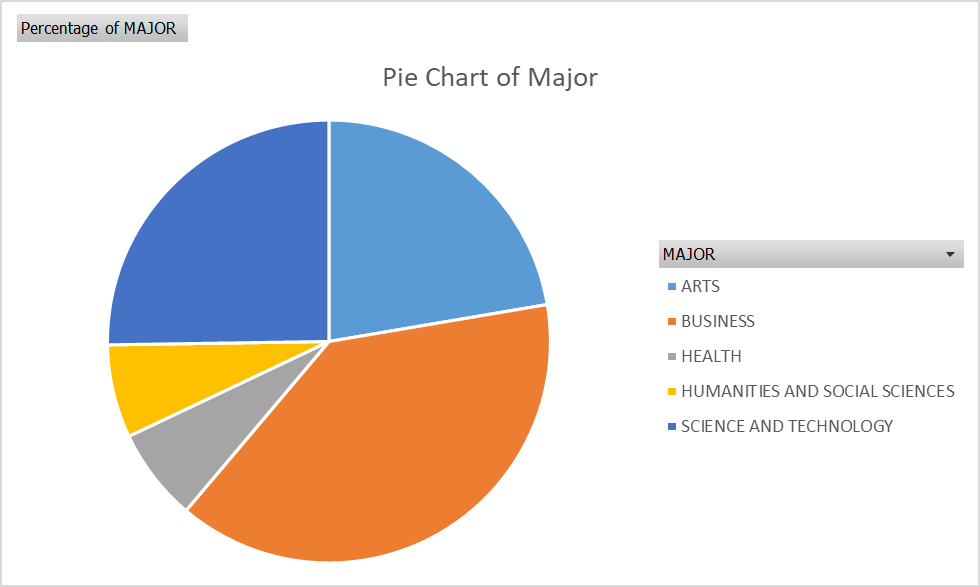 Percentage of MAJOR
Pie Chart of Major
MAJOR
ARTS
BUSINESS
HEALTH
HUMANITIES AND SOCIAL SCIENCES
SCIENCE AND TECHNOLOGY